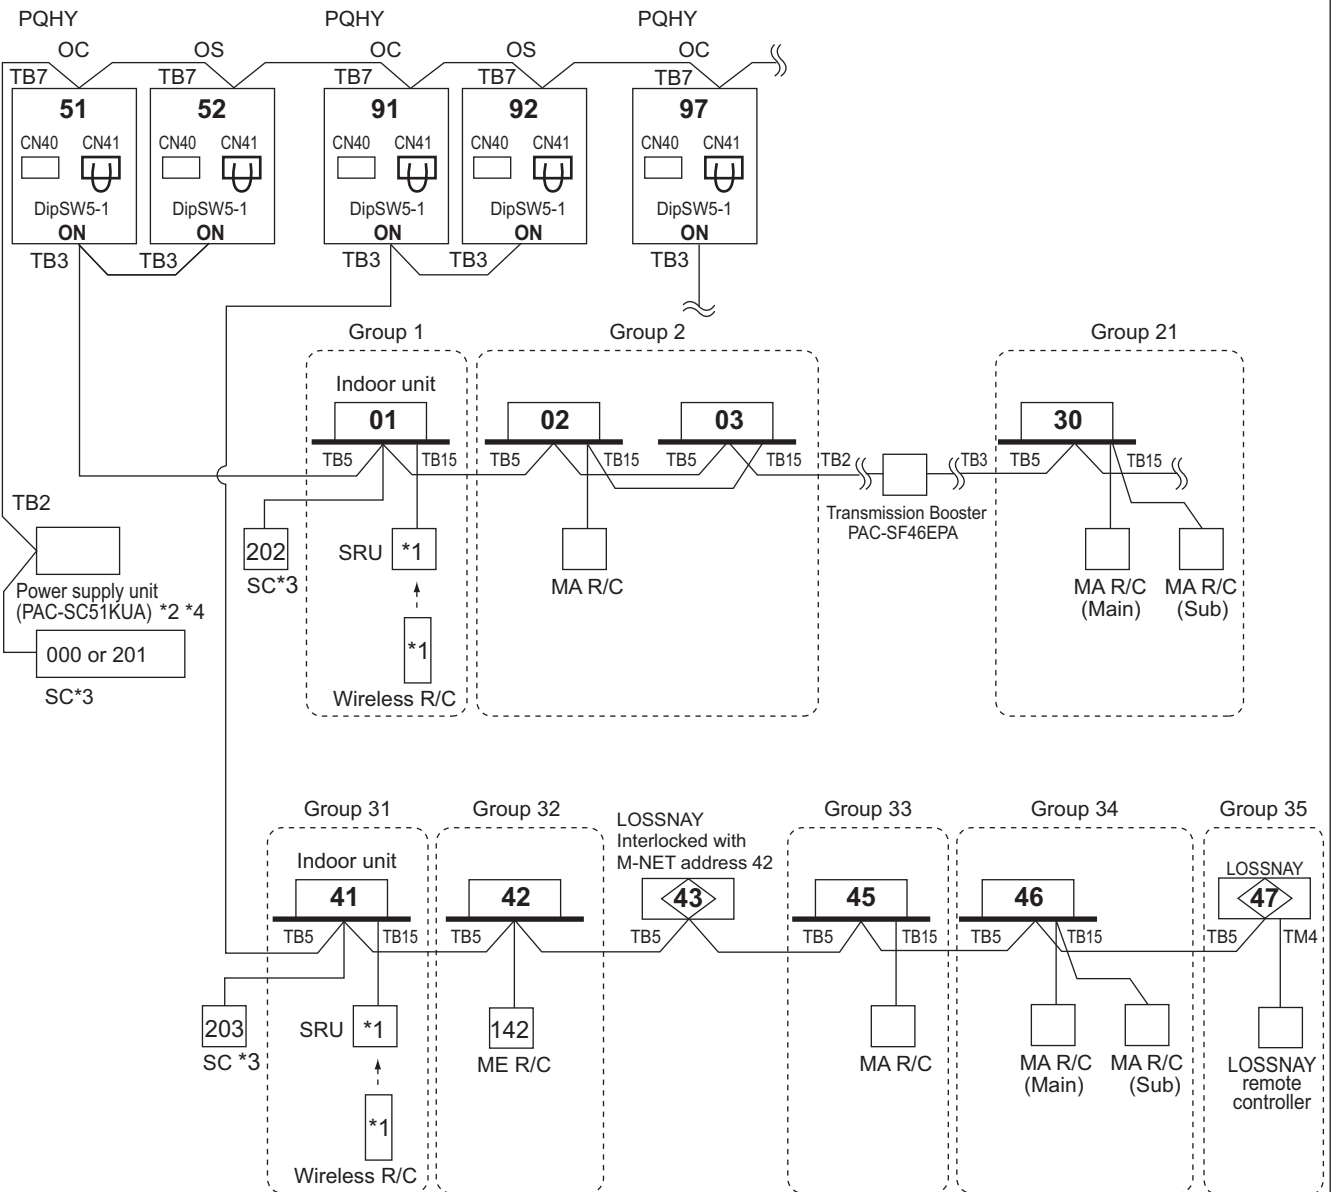 PQHY PQHY PQHY
OC OS OC OS OC
TB7 TB7 TB7 TB7 TB7
51 52 91 92 97
CN40 CN41 CN40 CN41 CN40 CN41 CN40 CN41 CN40 CN41
DipSW5-1 DipSW5-1 DipSW5-1 DipSW5-1 DipSW5-1
ON ON ON ON ON
TB3 TB3 TB3 TB3 TB3
Group 1 Group 2 Group 21
Indoor unit
01 02 03 30
TB5 TB15 TB5 TB15 TB5 TB15 TB2 TB3 TB5 TB15
Transmission Booster
PAC-SF46EPA
TB2
202 SRU *1
SC*3 MA R/C MA R/C MA R/C
(Main) (Sub)
Power supply unit
(PAC-SC51KUA) *2 *4
000 or 201
SC*3
*1
Wireless R/C
Group 31 Group 32 Group 33 Group 34 Group 35
LOSSNAY
Interlocked with
M-NET address 42
Indoor unit
LOSSNAY
41 42 43 45 46 47
TB5 TB15 TB5 TB5 TB5 TB15 TB5 TB15 TB5 TM4
203 SRU *1 142
SC *3 ME R/C MA R/C MA R/C MA R/C LOSSNAY
(Main) (Sub) remote
controller
*1
Wireless R/C